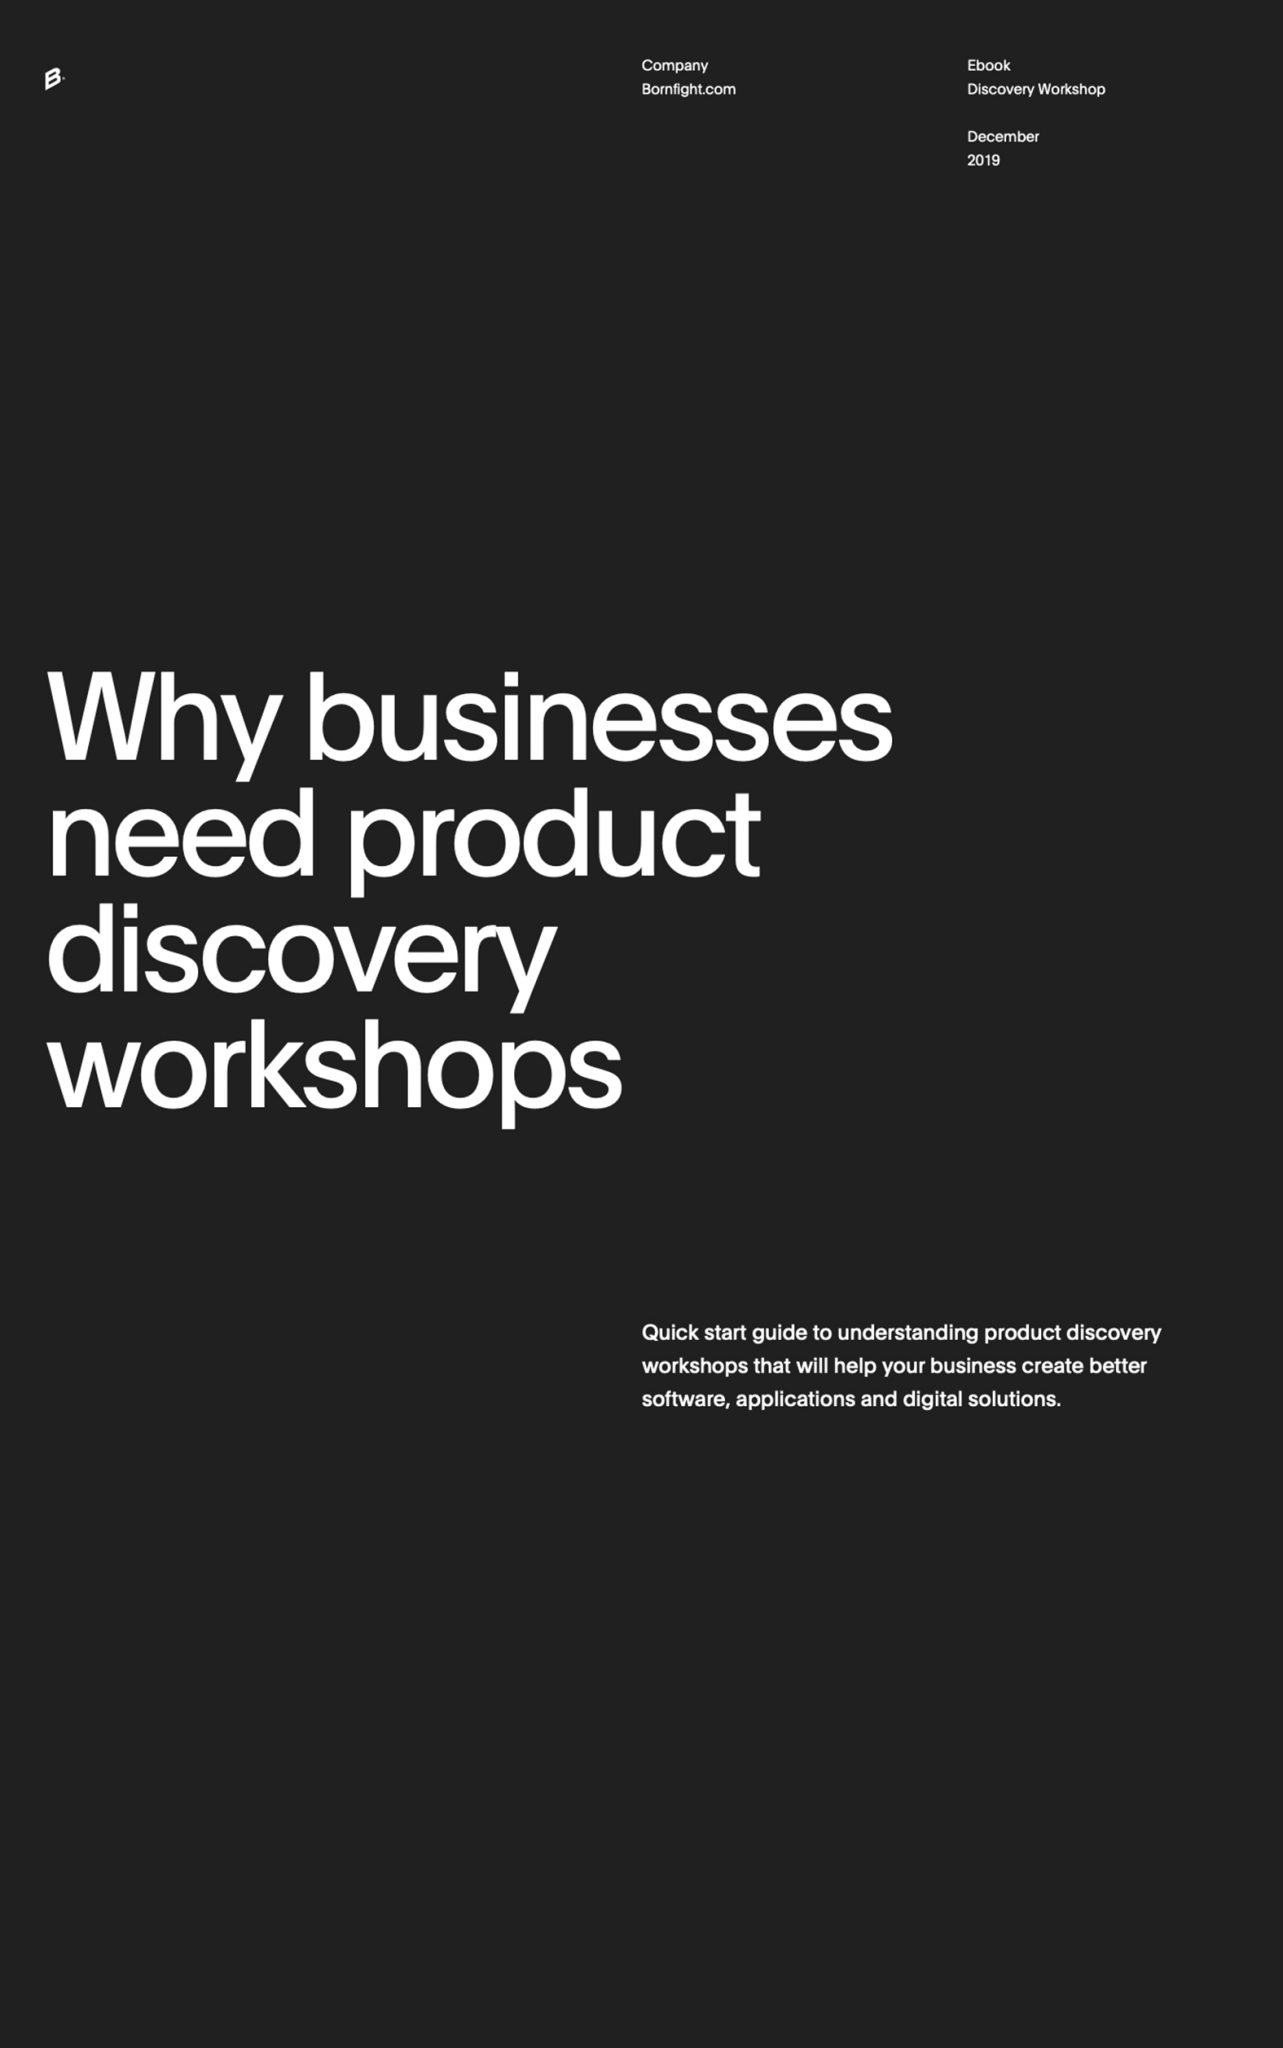 B
Company
Bornfight.com
Ebook
Discovery Workshop
December
2019
Why businesses
need product
discovery
workshops
Quick start guide to understanding product discovery
workshops that will help your business create better
software, applications and digital solutions.